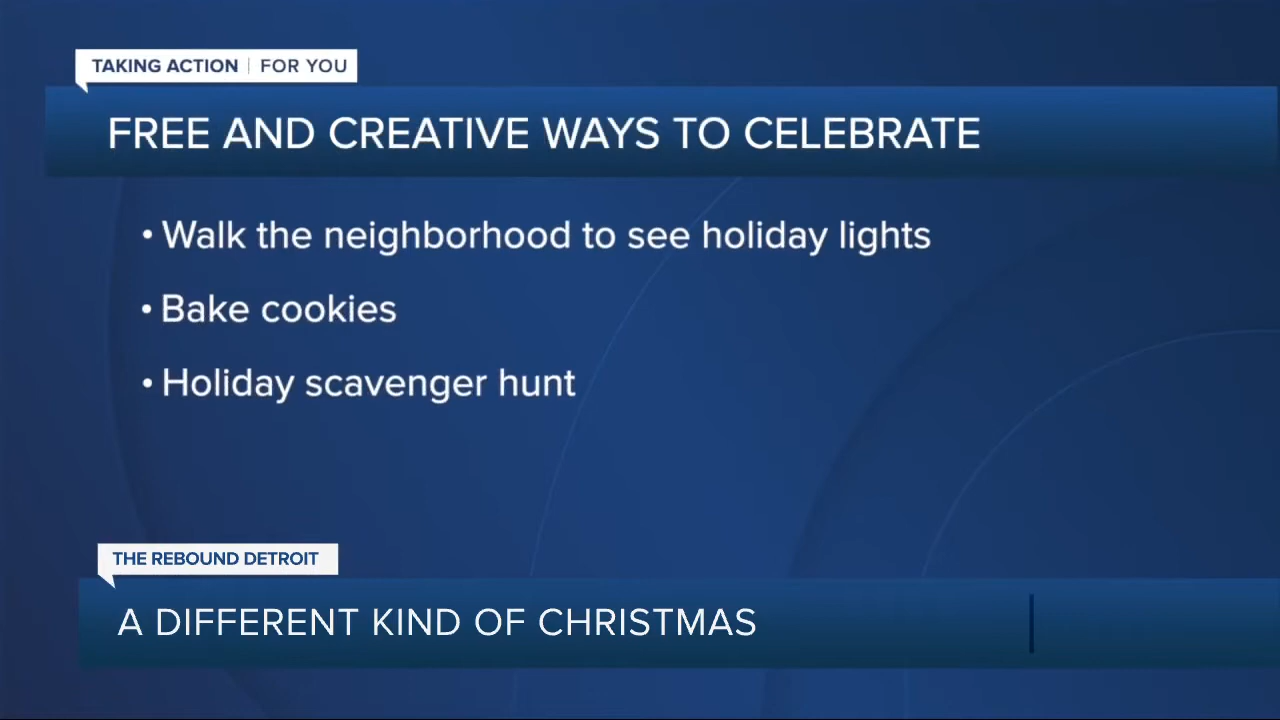 TAKING ACTION | FOR YOU
FREE AND CREATIVE WAYS TO CELEBRATE
• Walk the neighborhood to see holiday lights
• Bake cookies
• Holiday scavenger hunt
THE REBOUND DETROIT
A DIFFERENT KIND OF CHRISTMAS